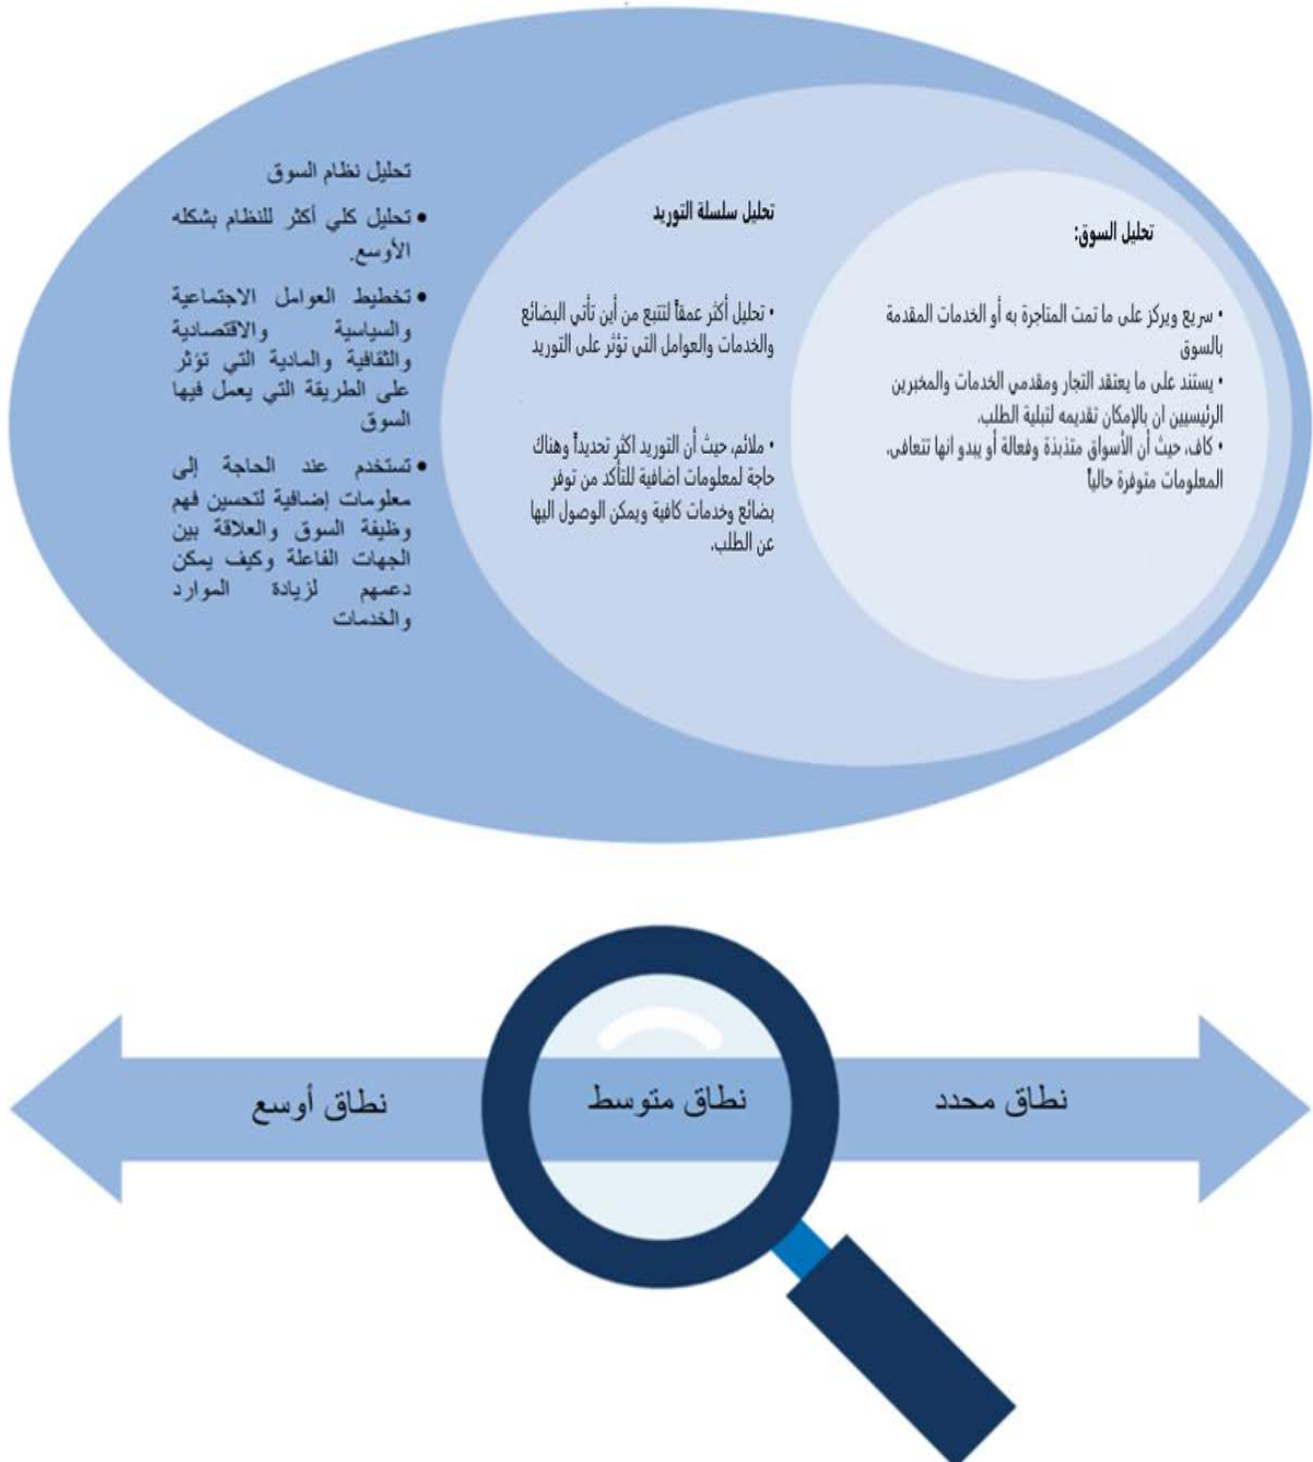 تحليل السوق:
• سريع ويركز على ما تمت المتاجرة به أو الخدمات المقدمة
بالسوق
• يستند على ما يعتقد التجار ومقدمي الخدمات والمخبرين
الرئيسيين ان بالإمكان تقديمه لتبلية الطلب.
• كاف، حيث أن الأسواق متذبذة وفعالة أو يبدو انها تتعافى،
المعلومات متوفرة حالياً
تحليل سلسلة التوريد
• تحليل أكثر عمقاً لتتبع من أين تأتي البضائع
والخدمات والعوامل التي تؤثر على التوريد
• ملائم، حيث أن التوريد اكثر تحديداً وهناك
حاجة لمعلومات اضافية للتأكد من توفر
بضائع وخدمات كافية ويمكن الوصول اليها
عن الطلب.
تحليل نظام السوق
• تحليل كلي أكثر للنظام بشكله
الأوسع.
• تخطيط العوامل الاجتماعية
والسياسية والاقتصادية
والثقافية والمادية التي تؤثر
على الطريقة التي يعمل فيها
السوق
• تستخدم عند الحاجة إلى
معلومات إضافية لتحسين فهم
وظيفة السوق والعلاقة بين
الجهات الفاعلة وكيف يمكن
دعمهم لزيادة الموارد
والخدمات
نطاق محدد
نطاق متوسط
نطاق أوسع